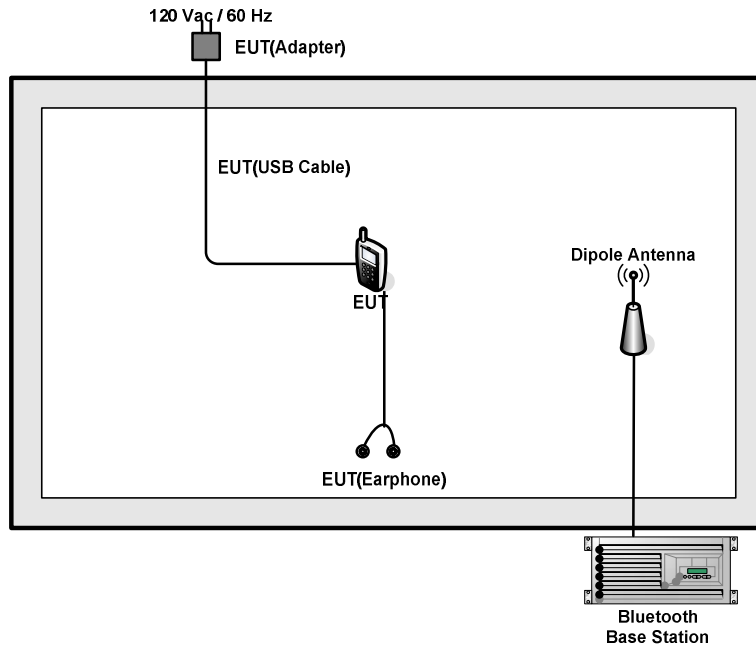 120 Vac / 60 Hz
EUT(Adapter)
EUT(USB Cable)
Dipole Antenna
EUT
EUT(Earphone)
Bluetooth
Base Station